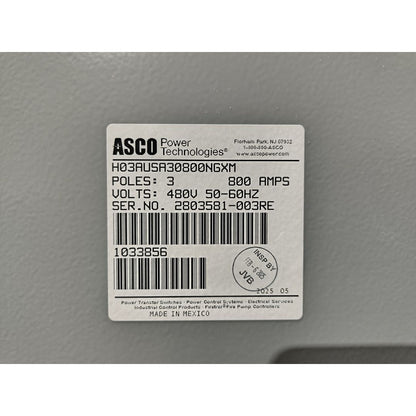 ASCO Power Technologies®
Florham Park, NJ 07932
1-800-800-ASCO
www.ascopower.com
H03AUSA30800NGXM
POLES: 3 800 AMPS
VOLTS: 480V 50-60HZ
SER.NO. 2803581-003RE
1033856
INSP BY
JVB
2025 05
Power Transfer Switches · Power Control Systems · Electrical Services
Industrial Control Products · Firetrol® Fire Pump Controllers
MADE IN MEXICO